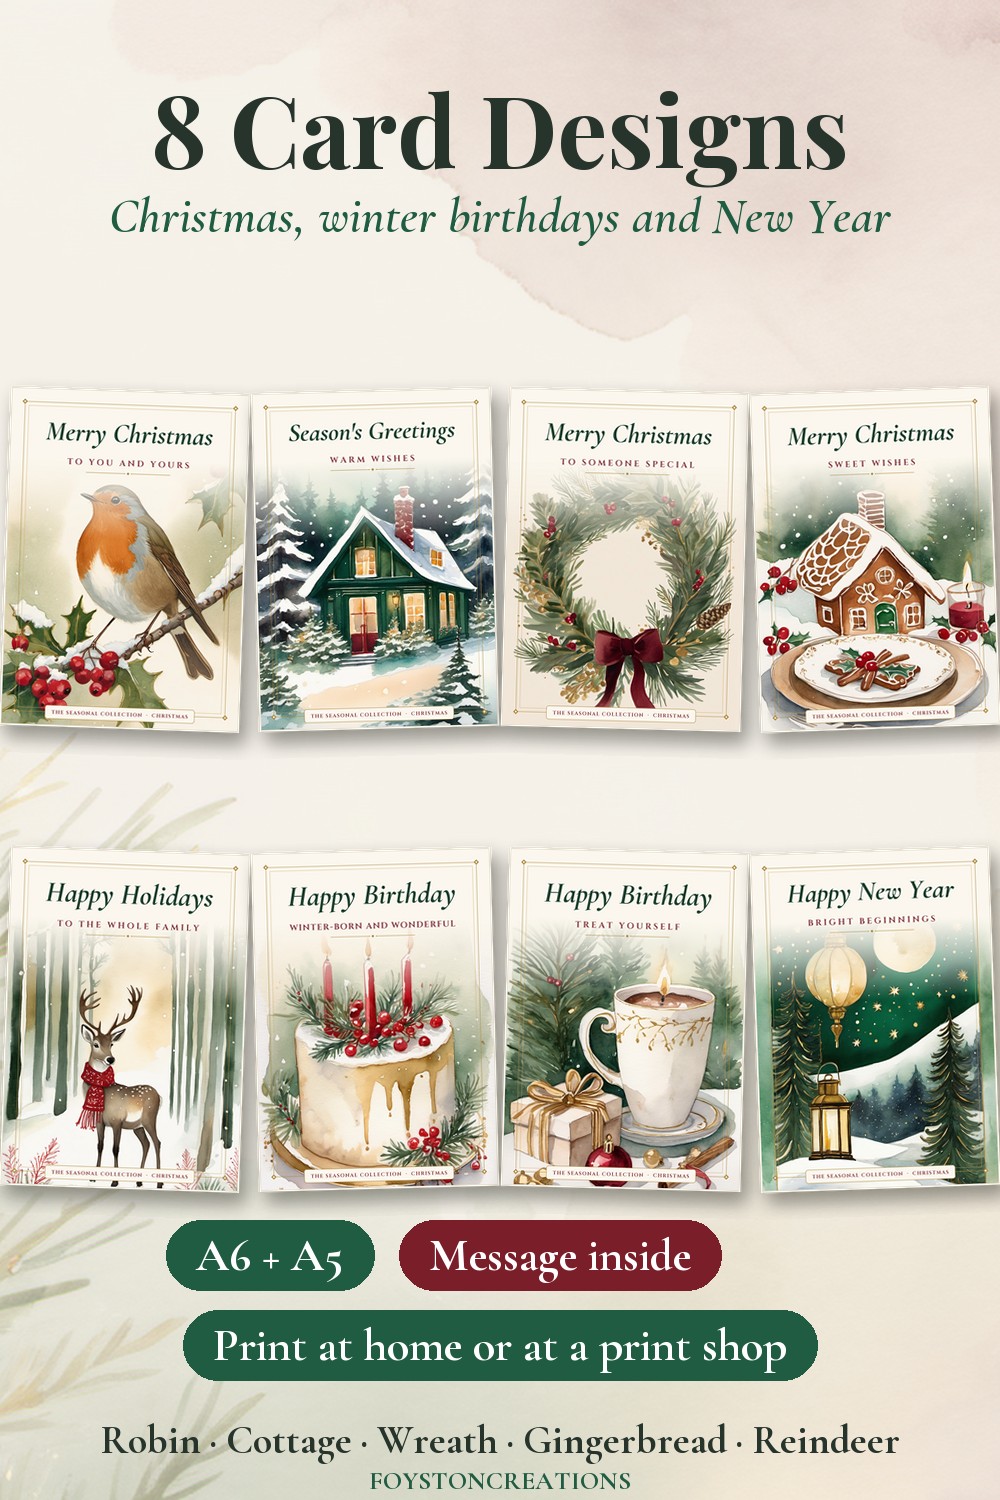 8 Card Designs
Christmas, winter birthdays and New Year
Merry Christmas
TO YOU AND YOURS
THE SEASONAL COLLECTION · CHRISTMAS
Season's Greetings
WARM WISHES
THE SEASONAL COLLECTION · CHRISTMAS
Merry Christmas
TO SOMEONE SPECIAL
THE SEASONAL COLLECTION · CHRISTMAS
Merry Christmas
SWEET WISHES
THE SEASONAL COLLECTION · CHRISTMAS
Happy Holidays
TO THE WHOLE FAMILY
THE SEASONAL COLLECTION · CHRISTMAS
Happy Birthday
WINTER-BORN AND WONDERFUL
THE SEASONAL COLLECTION · CHRISTMAS
Happy Birthday
TREAT YOURSELF
THE SEASONAL COLLECTION · CHRISTMAS
Happy New Year
BRIGHT BEGINNINGS
THE SEASONAL COLLECTION · CHRISTMAS
A6 + A5
Message inside
Print at home or at a print shop
Robin · Cottage · Wreath · Gingerbread · Reindeer
FOYSTONCREATIONS